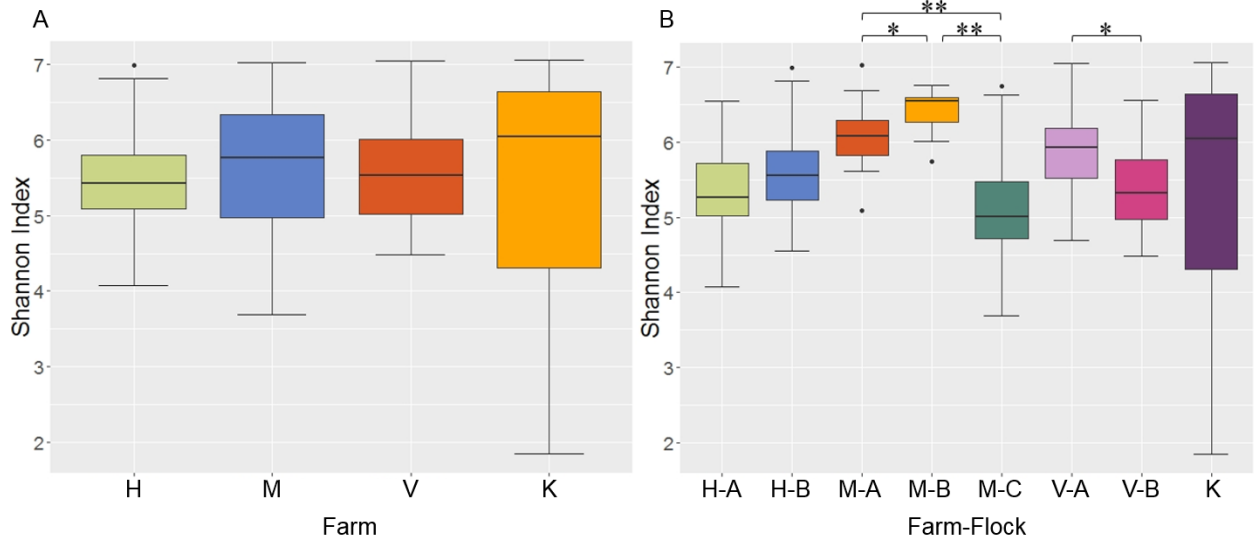 A
Shannon Index
7
6
5
4
3
2
H M V K
Farm
B
**
* ** *
Shannon Index
7
6
5
4
3
2
H-A H-B M-A M-B M-C V-A V-B K
Farm-Flock